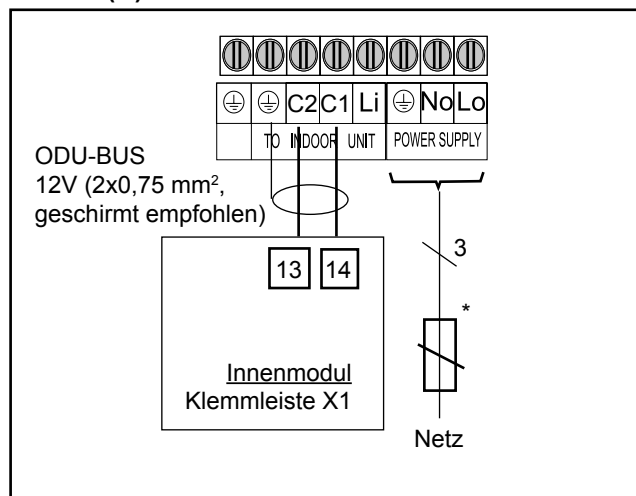 C2 C1 Li No Lo
TO INDOOR UNIT POWER SUPPLY
ODU-BUS
12V (2x0,75 mm²,
geschirmt empfohlen)
3
13 14
*
Innenmodul
Klemmleiste X1
Netz